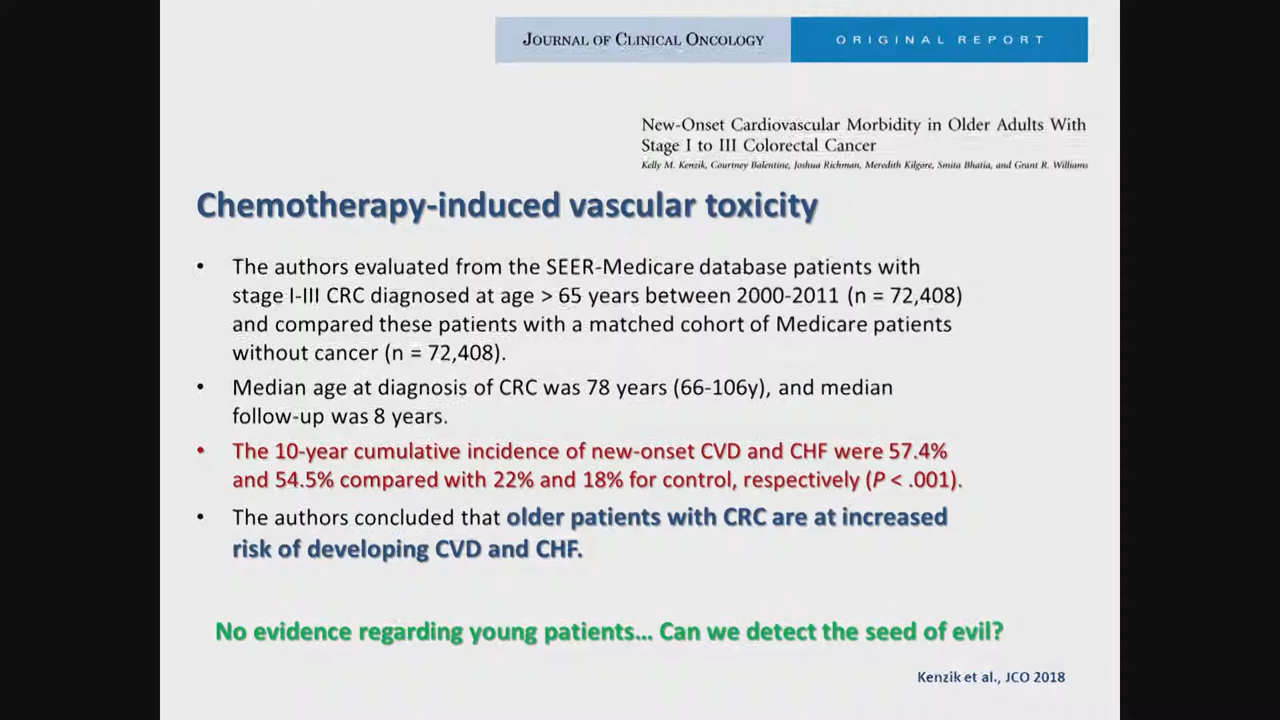 JOURNAL OF CLINICAL ONCOLOGY ORIGINAL REPORT
New-Onset Cardiovascular Morbidity in Older Adults With
Stage I to III Colorectal Cancer
Kelly M. Kenzik, Courtney Balentine, Joshua Richman, Meredith Kilgore, Smita Bhatia, and Grant R. Williams
Chemotherapy-induced vascular toxicity
• The authors evaluated from the SEER-Medicare database patients with
stage I-III CRC diagnosed at age > 65 years between 2000-2011 (n = 72,408)
and compared these patients with a matched cohort of Medicare patients
without cancer (n = 72,408).
• Median age at diagnosis of CRC was 78 years (66-106y), and median
follow-up was 8 years.
• The 10-year cumulative incidence of new-onset CVD and CHF were 57.4%
and 54.5% compared with 22% and 18% for control, respectively (P < .001).
• The authors concluded that older patients with CRC are at increased
risk of developing CVD and CHF.
No evidence regarding young patients... Can we detect the seed of evil?
Kenzik et al., JCO 2018